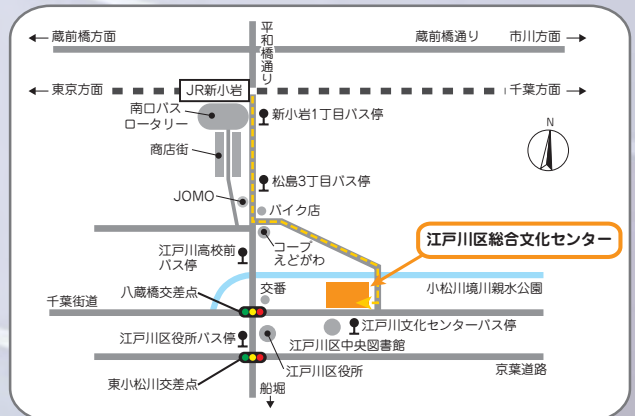 ← 蔵前橋方面
平和橋通り
蔵前橋通り
市川方面 →
← 東京方面
JR新小岩
千葉方面 →
南口バス
ロータリー
新小岩1丁目バス停
N
商店街
松島3丁目バス停
JOMO
バイク店
江戸川区総合文化センター
江戸川高校前
バス停
コープ
えどがわ
八蔵橋交差点
交番
小松川境川親水公園
千葉街道
江戸川文化センターバス停
江戸川区役所バス停
江戸川区中央図書館
江戸川区役所
京葉道路
東小松川交差点
船堀
↓